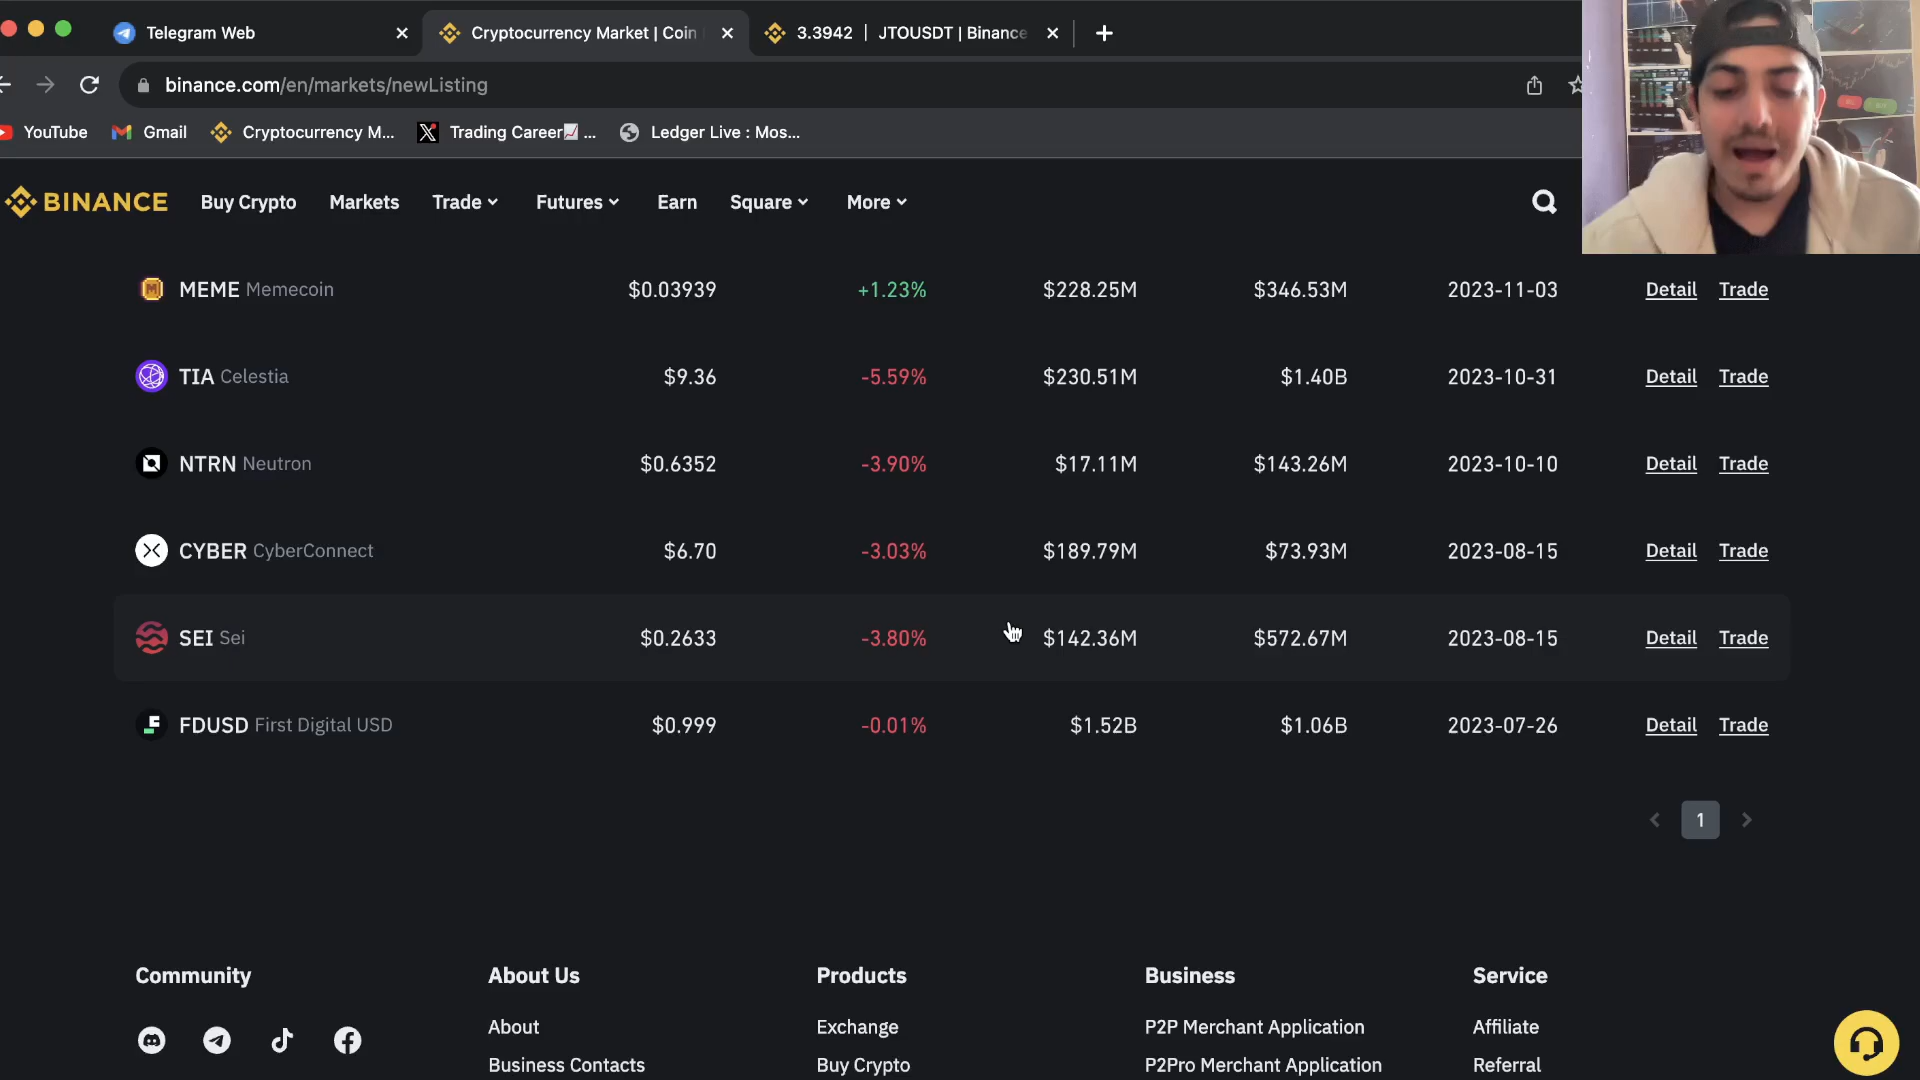 Telegram Web
Cryptocurrency Market | Coin
3.3942 | JTOUSDT | Binance
binance.com/en/markets/newListing
YouTube
Gmail
Cryptocurrency M...
Trading Career📈 ...
Ledger Live : Mos...
BINANCE
Buy Crypto
Markets
Trade
Futures
Earn
Square
More
MEME Memecoin $0.03939 +1.23% $228.25M $346.53M 2023-11-03 Detail Trade
TIA Celestia $9.36 -5.59% $230.51M $1.40B 2023-10-31 Detail Trade
NTRN Neutron $0.6352 -3.90% $17.11M $143.26M 2023-10-10 Detail Trade
CYBER CyberConnect $6.70 -3.03% $189.79M $73.93M 2023-08-15 Detail Trade
SEI Sei $0.2633 -3.80% $142.36M $572.67M 2023-08-15 Detail Trade
FDUSD First Digital USD $0.999 -0.01% $1.52B $1.06B 2023-07-26 Detail Trade
1
Community
About Us
Products
Business
Service
About
Exchange
P2P Merchant Application
Affiliate
Business Contacts
Buy Crypto
P2Pro Merchant Application
Referral